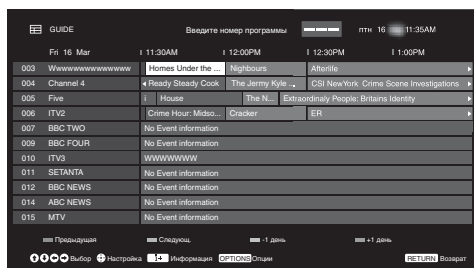 GUIDE Введите номер программы птн 16 11:35AM
Fri 16 Mar 11:30AM 12:00PM 12:30PM 1:00PM
003 Wwwwwwwwwwwwww Homes Under the ... Nighbours Afterlife
004 Channel 4 Ready Steady Cook The Jermy Kyle ... CSI NewYork Crime Scene Investigations
005 Five i House The N... Extraordinaly People: Britains Identity
006 ITV2 Crime Hour: Midso... Cracker ER
007 BBC TWO No Event information
009 BBC FOUR No Event information
010 ITV3 WWWWWWW
011 SETANTA No Event information
012 BBC NEWS No Event information
014 ABC NEWS No Event information
015 MTV No Event information
Предыдущая Следующ. -1 день +1 день
Выбор Настройка Информация OPTIONS Опции RETURN Возврат